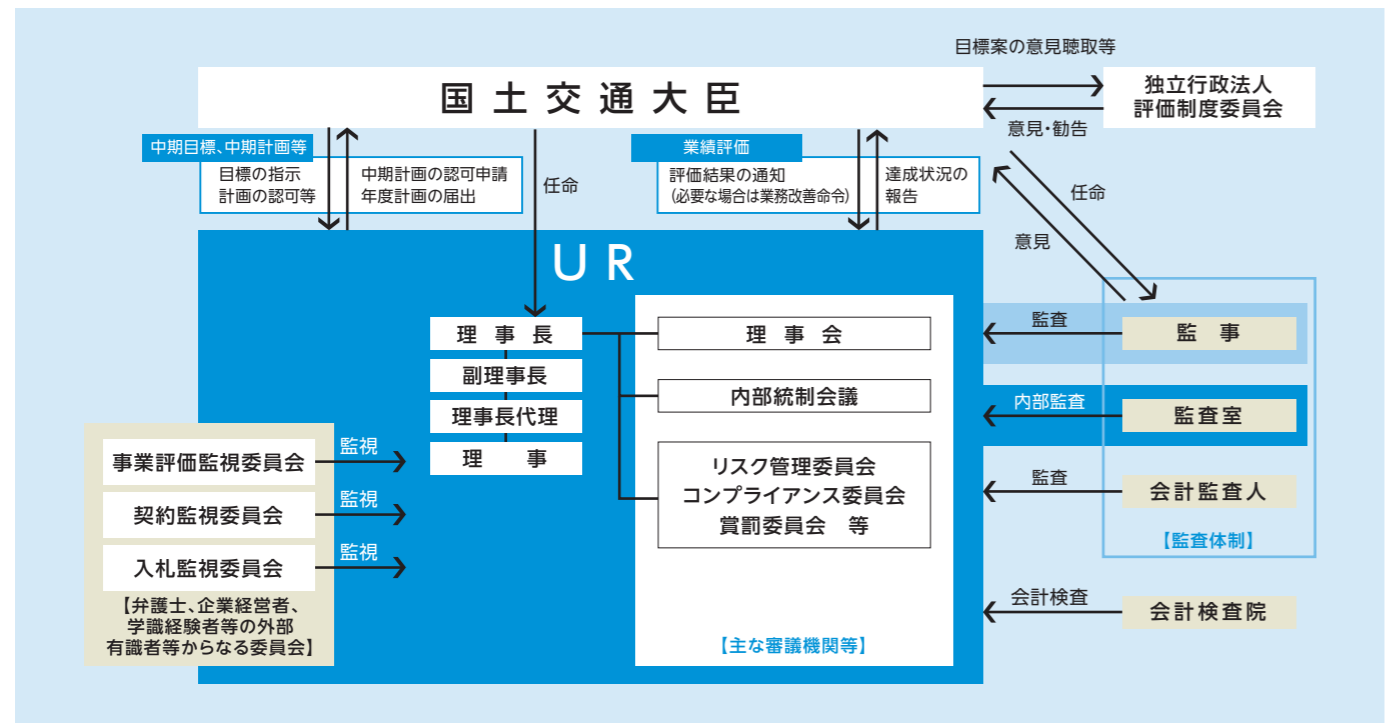 目標案の意見聴取等
国土交通大臣
独立行政法人
評価制度委員会
意見・勧告
中期目標、中期計画等
目標の指示
計画の認可等
中期計画の認可申請
年度計画の届出
任命
業績評価
評価結果の通知
(必要な場合は業務改善命令)
達成状況の
報告
任命
意見
UR
理事長
副理事長
理事長代理
理事
理事会
内部統制会議
リスク管理委員会
コンプライアンス委員会
賞罰委員会 等
【主な審議機関等】
監査
監事
内部監査
監査室
監査
会計監査人
【監査体制】
会計検査
会計検査院
事業評価監視委員会
監視
契約監視委員会
監視
入札監視委員会
監視
【弁護士、企業経営者、
学識経験者等の外部
有識者等からなる委員会】